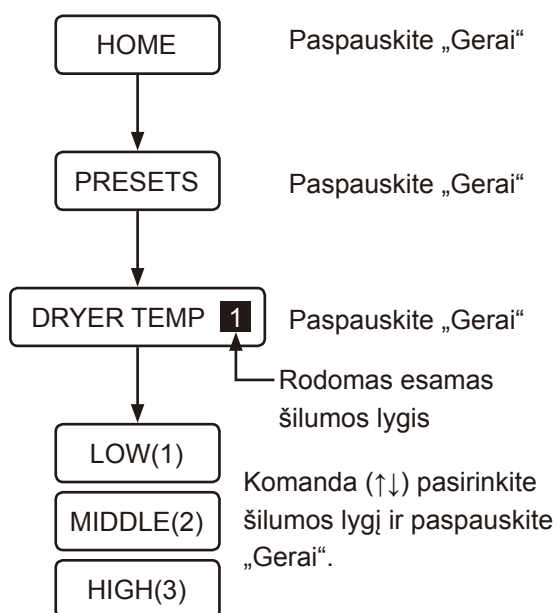 HOME
Paspauskite „Gerai“
PRESETS
Paspauskite „Gerai“
DRYER TEMP 1
Paspauskite „Gerai“
Rodomas esamas
šilumos lygis
LOW(1)
MIDDLE(2)
HIGH(3)
Komanda (↑↓) pasirinkite
šilumos lygį ir paspauskite
„Gerai“.